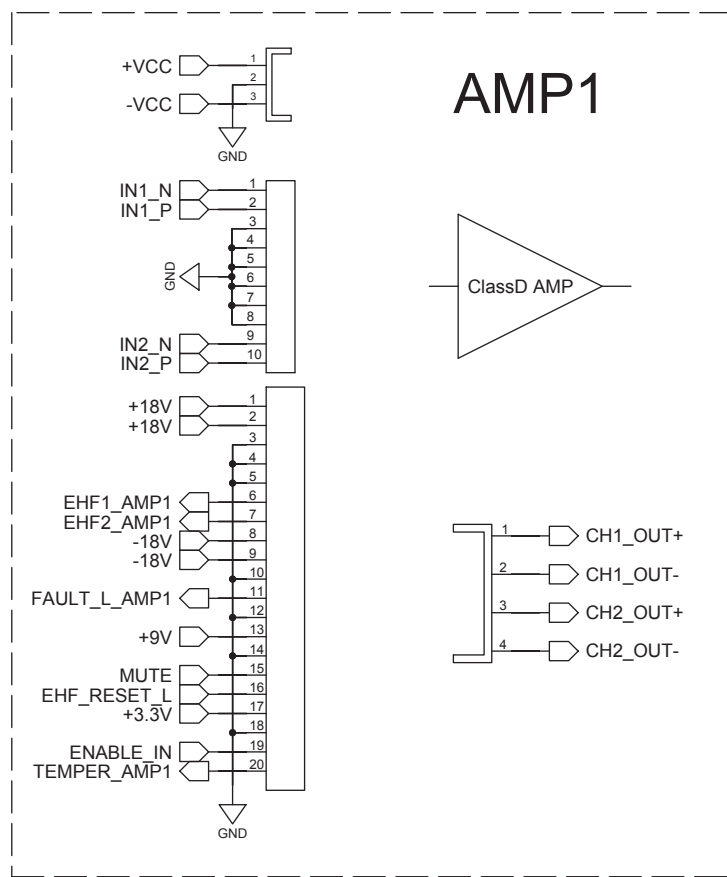 AMP1
+VCC 1
2
-VCC 3
GND
IN1_N 1
IN1_P 2
3
4
GND 5
6
7
8
IN2_N 9
IN2_P 10
ClassD AMP
+18V 1
+18V 2
3
4
5
EHF1_AMP1 6
EHF2_AMP1 7
-18V 8
-18V 9
10
FAULT_L_AMP1 11
12
+9V 13
14
MUTE 15
EHF_RESET_L 16
+3.3V 17
18
ENABLE_IN 19
TEMPER_AMP1 20
GND
1 CH1_OUT+
2 CH1_OUT-
3 CH2_OUT+
4 CH2_OUT-